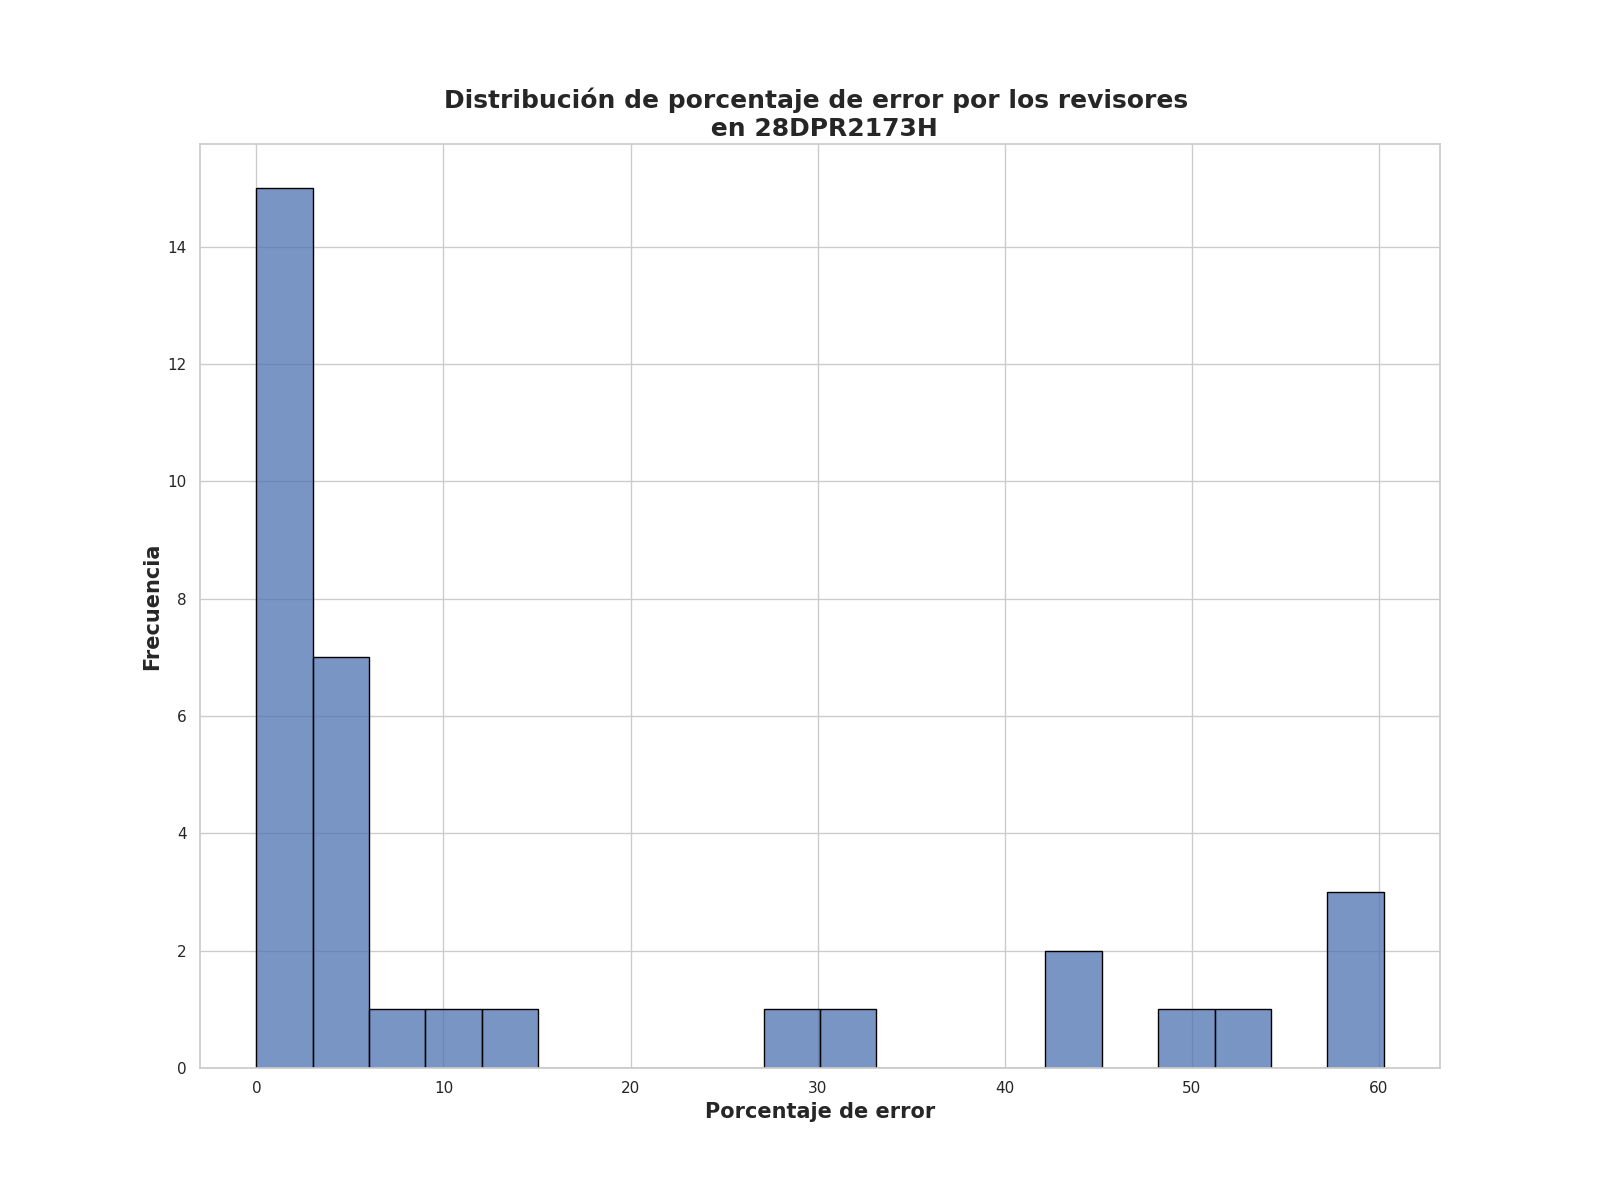 Distribución de porcentaje de error por los revisores
en 28DPR2173H
14
12
10
8
6
4
2
0
Frecuencia
0 10 20 30 40 50 60
Porcentaje de error